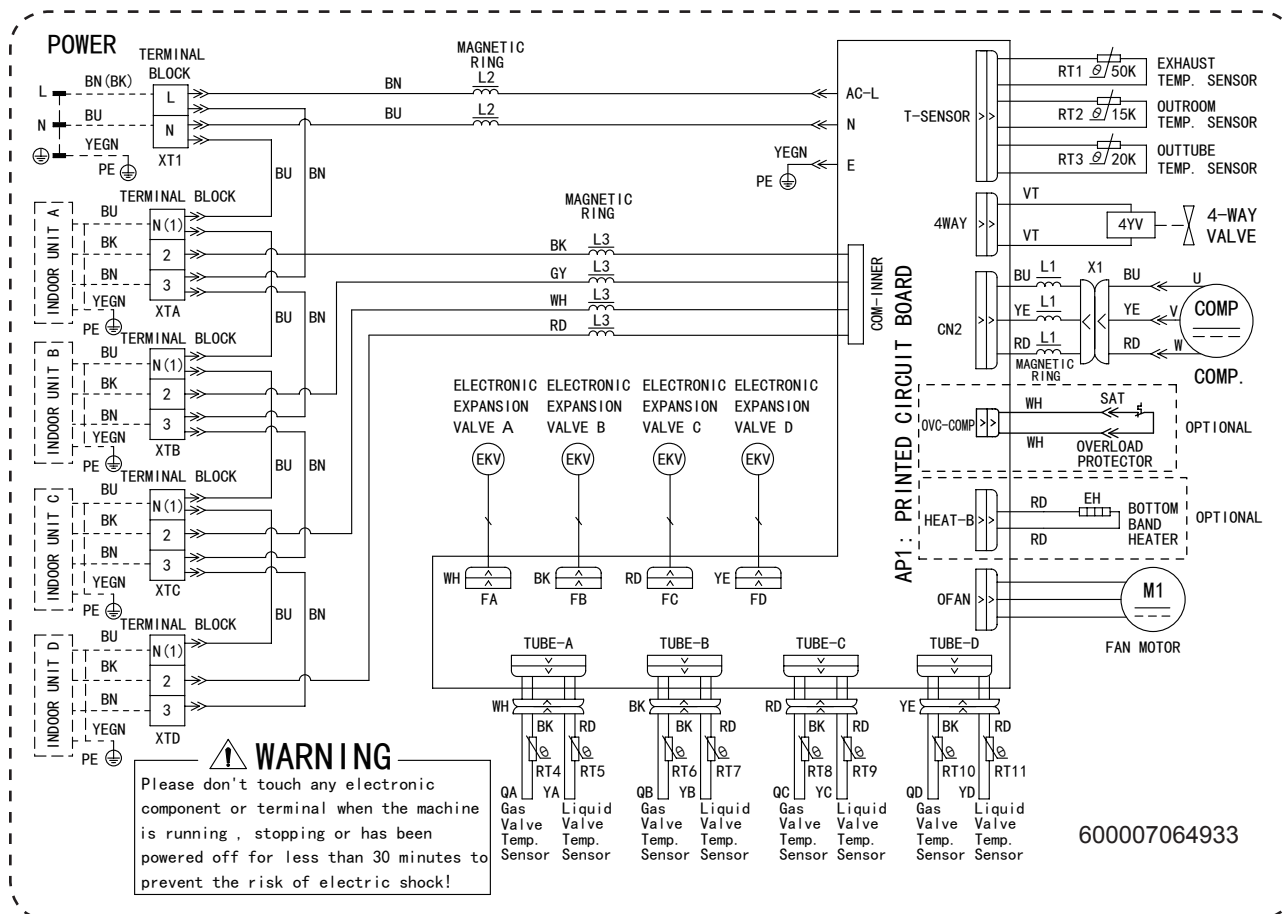 POWER
TERMINAL
BLOCK
L
BN(BK)
L
N
BU
N
YEGN
PE
XT1
BN
BU
MAGNETIC
RING
L2
L2
AC-L
N
YEGN
E
PE
BU
BN
INDOOR UNIT A
TERMINAL BLOCK
BU
N(1)
BK
2
BN
3
YEGN
XTA
PE
BU
BN
INDOOR UNIT B
TERMINAL BLOCK
BU
N(1)
BK
2
BN
3
YEGN
XTB
PE
BU
BN
INDOOR UNIT C
TERMINAL BLOCK
BU
N(1)
BK
2
BN
3
YEGN
XTC
PE
BU
BN
INDOOR UNIT D
TERMINAL BLOCK
BU
N(1)
BK
2
BN
3
YEGN
XTD
PE
MAGNETIC
RING
BK
L3
GY
L3
WH
L3
RD
L3
COM-INNER
ELECTRONIC
EXPANSION
VALVE A
EKV
WH
FA
ELECTRONIC
EXPANSION
VALVE B
EKV
BK
FB
ELECTRONIC
EXPANSION
VALVE C
EKV
RD
FC
ELECTRONIC
EXPANSION
VALVE D
EKV
YE
FD
AP1: PRINTED CIRCUIT BOARD
T-SENSOR
RT1
θ
50K
EXHAUST
TEMP. SENSOR
RT2
θ
15K
OUTROOM
TEMP. SENSOR
RT3
θ
20K
OUTTUBE
TEMP. SENSOR
4WAY
VT
VT
4YV
4-WAY
VALVE
CN2
BU
L1
YE
L1
RD
L1
MAGNETIC
RING
X1
BU
U
YE
V
RD
W
COMP
COMP.
OVC-COMP
WH
SAT
WH
OVERLOAD
PROTECTOR
OPTIONAL
HEAT-B
RD
EH
RD
BOTTOM
BAND
HEATER
OPTIONAL
OFAN
M1
FAN MOTOR
TUBE-A
WH
BK
RD
θ
θ
RT4
RT5
QA
YA
Gas
Valve
Temp.
Sensor
Liquid
Valve
Temp.
Sensor
TUBE-B
BK
BK
RD
θ
θ
RT6
RT7
QB
YB
Gas
Valve
Temp.
Sensor
Liquid
Valve
Temp.
Sensor
TUBE-C
RD
BK
RD
θ
θ
RT8
RT9
QC
YC
Gas
Valve
Temp.
Sensor
Liquid
Valve
Temp.
Sensor
TUBE-D
YE
BK
RD
θ
θ
RT10
RT11
QD
YD
Gas
Valve
Temp.
Sensor
Liquid
Valve
Temp.
Sensor
WARNING
Please don't touch any electronic
component or terminal when the machine
is running , stopping or has been
powered off for less than 30 minutes to
prevent the risk of electric shock!
600007064933